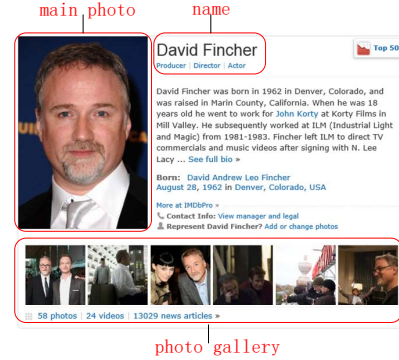 main photo
name
David Fincher
Producer | Director | Actor
Top 50
David Fincher was born in 1962 in Denver, Colorado, and
was raised in Marin County, California. When he was 18
years old he went to work for John Korty at Korty Films in
Mill Valley. He subsequently worked at ILM (Industrial Light
and Magic) from 1981-1983. Fincher left ILM to direct TV
commercials and music videos after signing with N. Lee
Lacy ... See full bio »
Born: David Andrew Leo Fincher
August 28, 1962 in Denver, Colorado, USA
More at IMDbPro »
Contact Info: View manager and legal
Represent David Fincher? Add or change photos
58 photos | 24 videos | 13029 news articles »
photo gallery